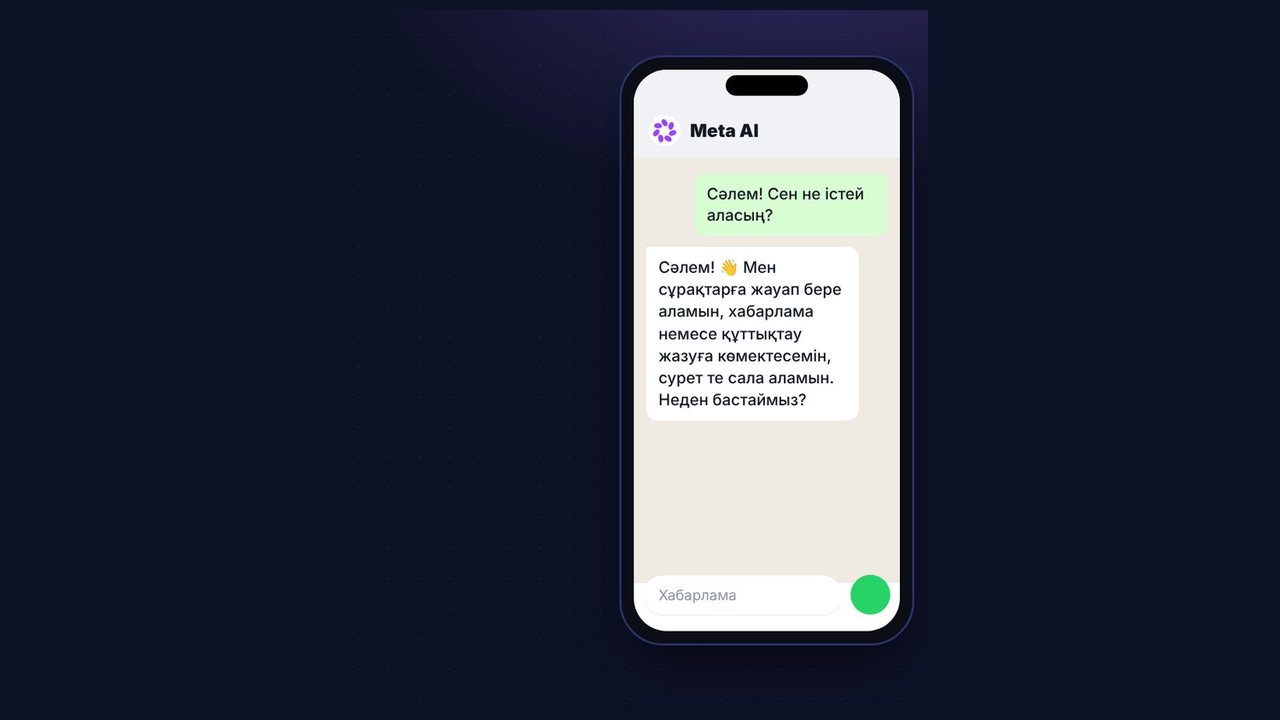 Meta AI
Сәлем! Сен не істей
аласың?
Сәлем! 👋 Мен
сұрақтарға жауап бере
аламын, хабарлама
немесе құттықтау
жазуға көмектесемін,
сурет те сала аламын.
Неден бастаймыз?
Хабарлама